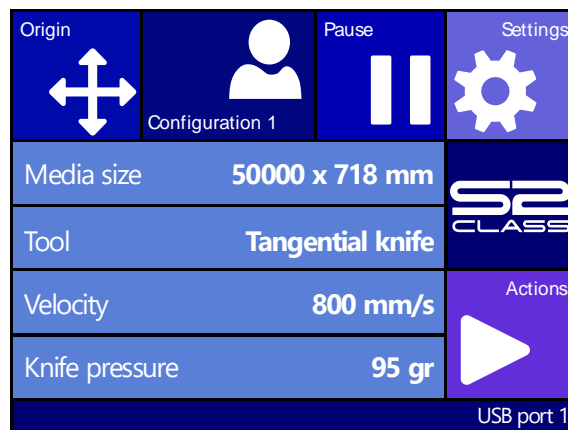 Origin
Pause
Settings
Configuration 1
Media size 50000 x 718 mm
S2
CLASS
Tool Tangential knife
Velocity 800 mm/s
Actions
Knife pressure 95 gr
USB port 1